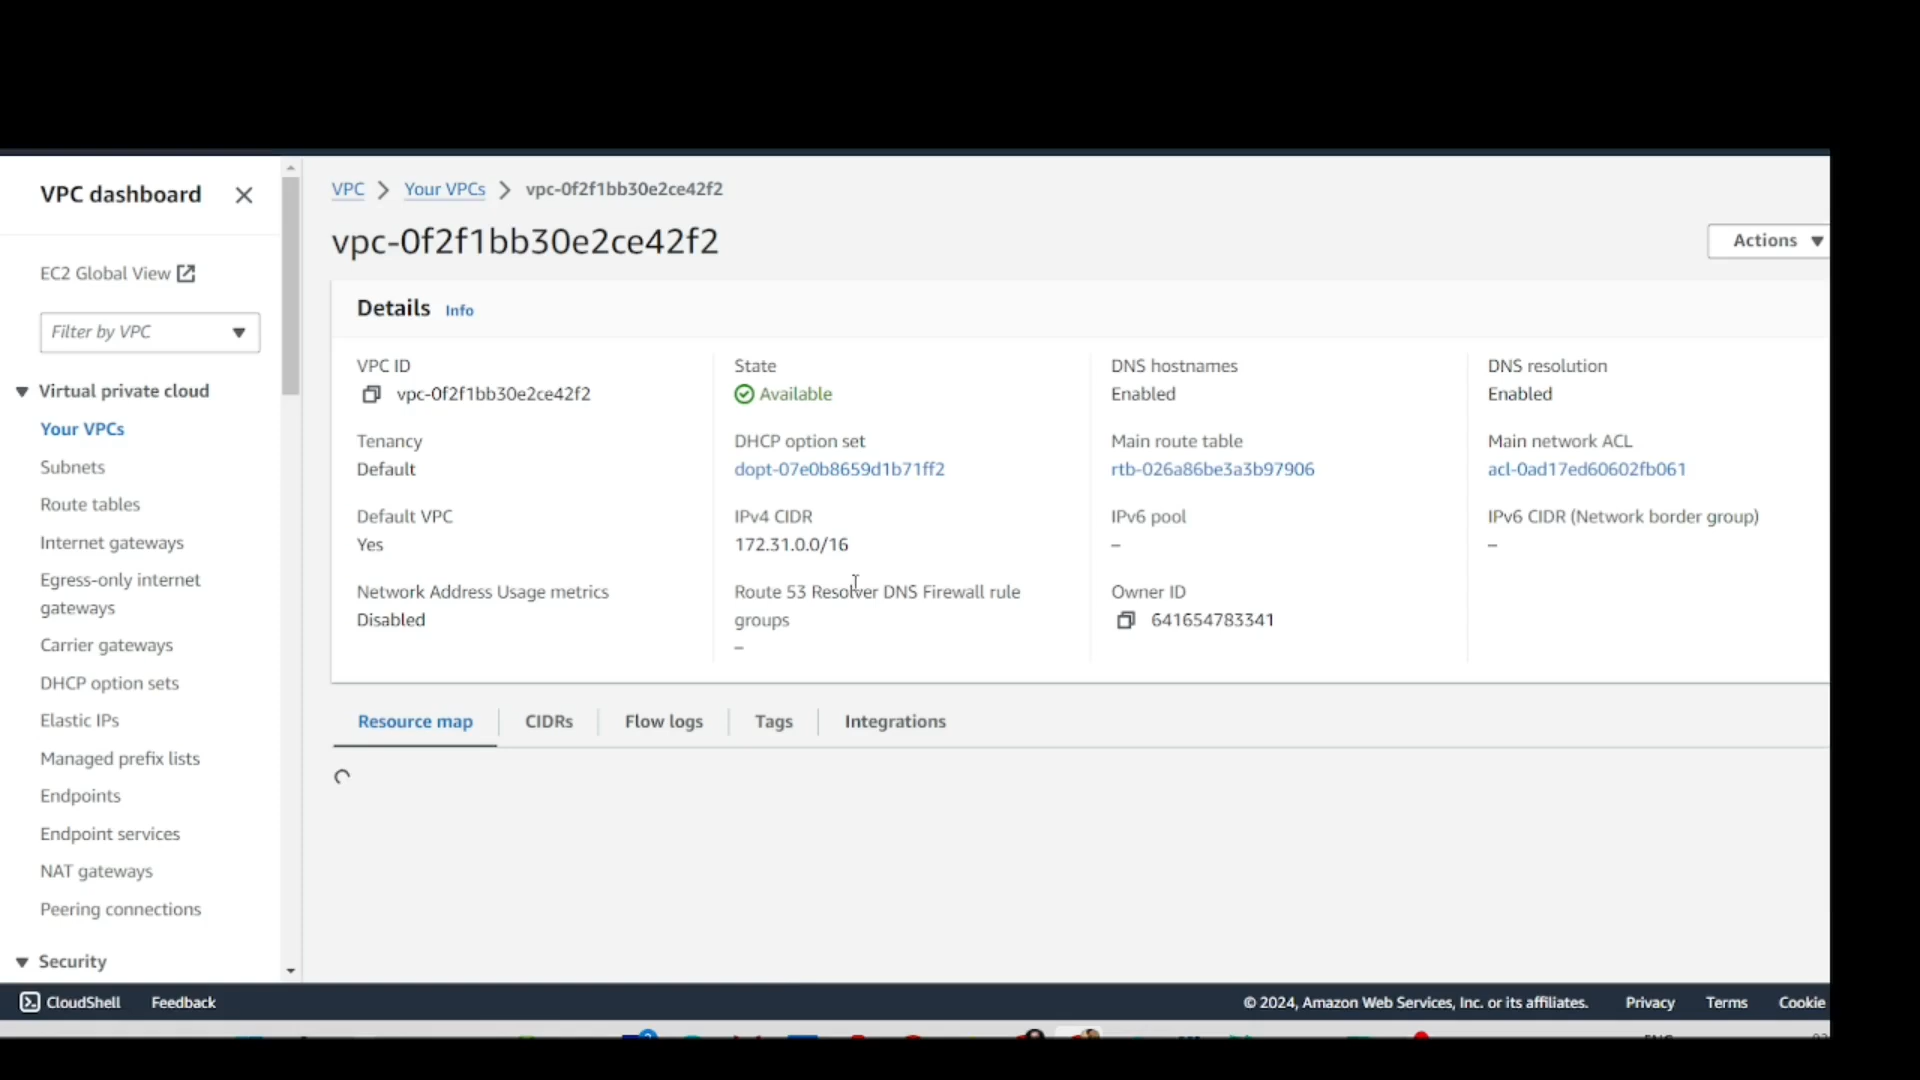 VPC dashboard
EC2 Global View
Filter by VPC
Virtual private cloud
Your VPCs
Subnets
Route tables
Internet gateways
Egress-only internet
gateways
Carrier gateways
DHCP option sets
Elastic IPs
Managed prefix lists
Endpoints
Endpoint services
NAT gateways
Peering connections
Security
VPC > Your VPCs > vpc-0f2f1bb30e2ce42f2
vpc-0f2f1bb30e2ce42f2
Actions
Details Info
VPC ID
vpc-0f2f1bb30e2ce42f2
State
Available
DNS hostnames
Enabled
DNS resolution
Enabled
Tenancy
Default
DHCP option set
dopt-07e0b8659d1b71ff2
Main route table
rtb-026a86be3a3b97906
Main network ACL
acl-0ad17ed60602fb061
Default VPC
Yes
IPv4 CIDR
172.31.0.0/16
IPv6 pool
–
IPv6 CIDR (Network border group)
–
Network Address Usage metrics
Disabled
Route 53 Resolver DNS Firewall rule
groups
–
Owner ID
641654783341
Resource map
CIDRs
Flow logs
Tags
Integrations
CloudShell Feedback
© 2024, Amazon Web Services, Inc. or its affiliates. Privacy Terms Cookie